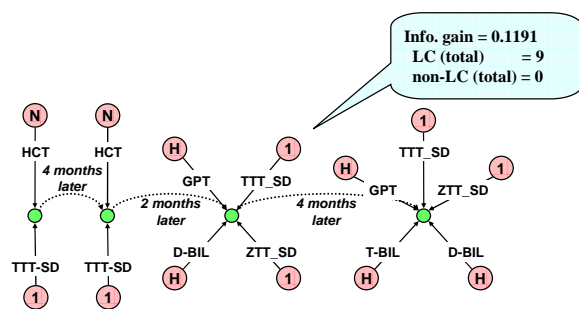 Info. gain = 0.1191
LC (total) = 9
non-LC (total) = 0
N N
HCT HCT
4 months
later
TTT-SD TTT-SD
1 1
2 months
later
H 1
GPT TTT_SD
D-BIL ZTT_SD
H 1
4 months
later
1
TTT_SD
H 1
GPT ZTT_SD
T-BIL D-BIL
H H